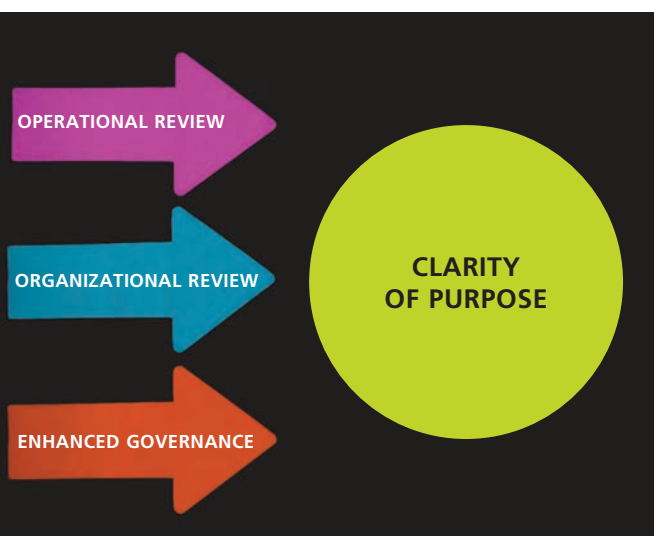 OPERATIONAL REVIEW
ORGANIZATIONAL REVIEW
ENHANCED GOVERNANCE
CLARITY
OF PURPOSE